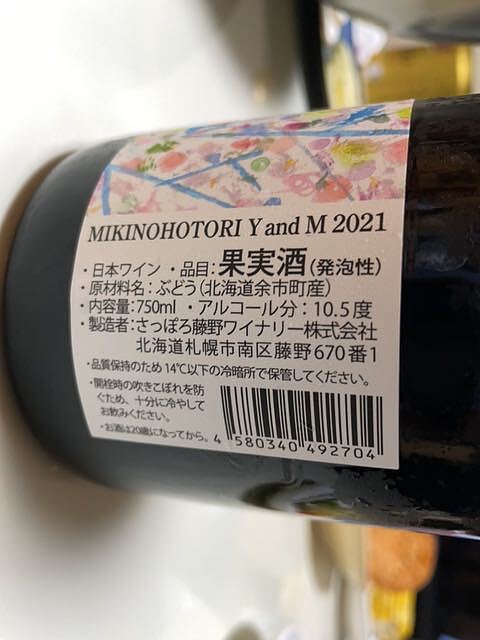 MIKINOHOTORI Y and M 2021
・日本ワイン ・品目：果実酒（発泡性）
・原材料名：ぶどう（北海道余市町産）
・内容量：750ml ・アルコール分：10.5度
・製造者：さっぽろ藤野ワイナリー株式会社
北海道札幌市南区藤野670番1
・品質保持のため14℃以下の冷暗所で保管してください。
・開栓時の吹きこぼれを防
ぐため、十分に冷やして
お飲みください。
・お酒は20歳になってから。
4 580340 492704